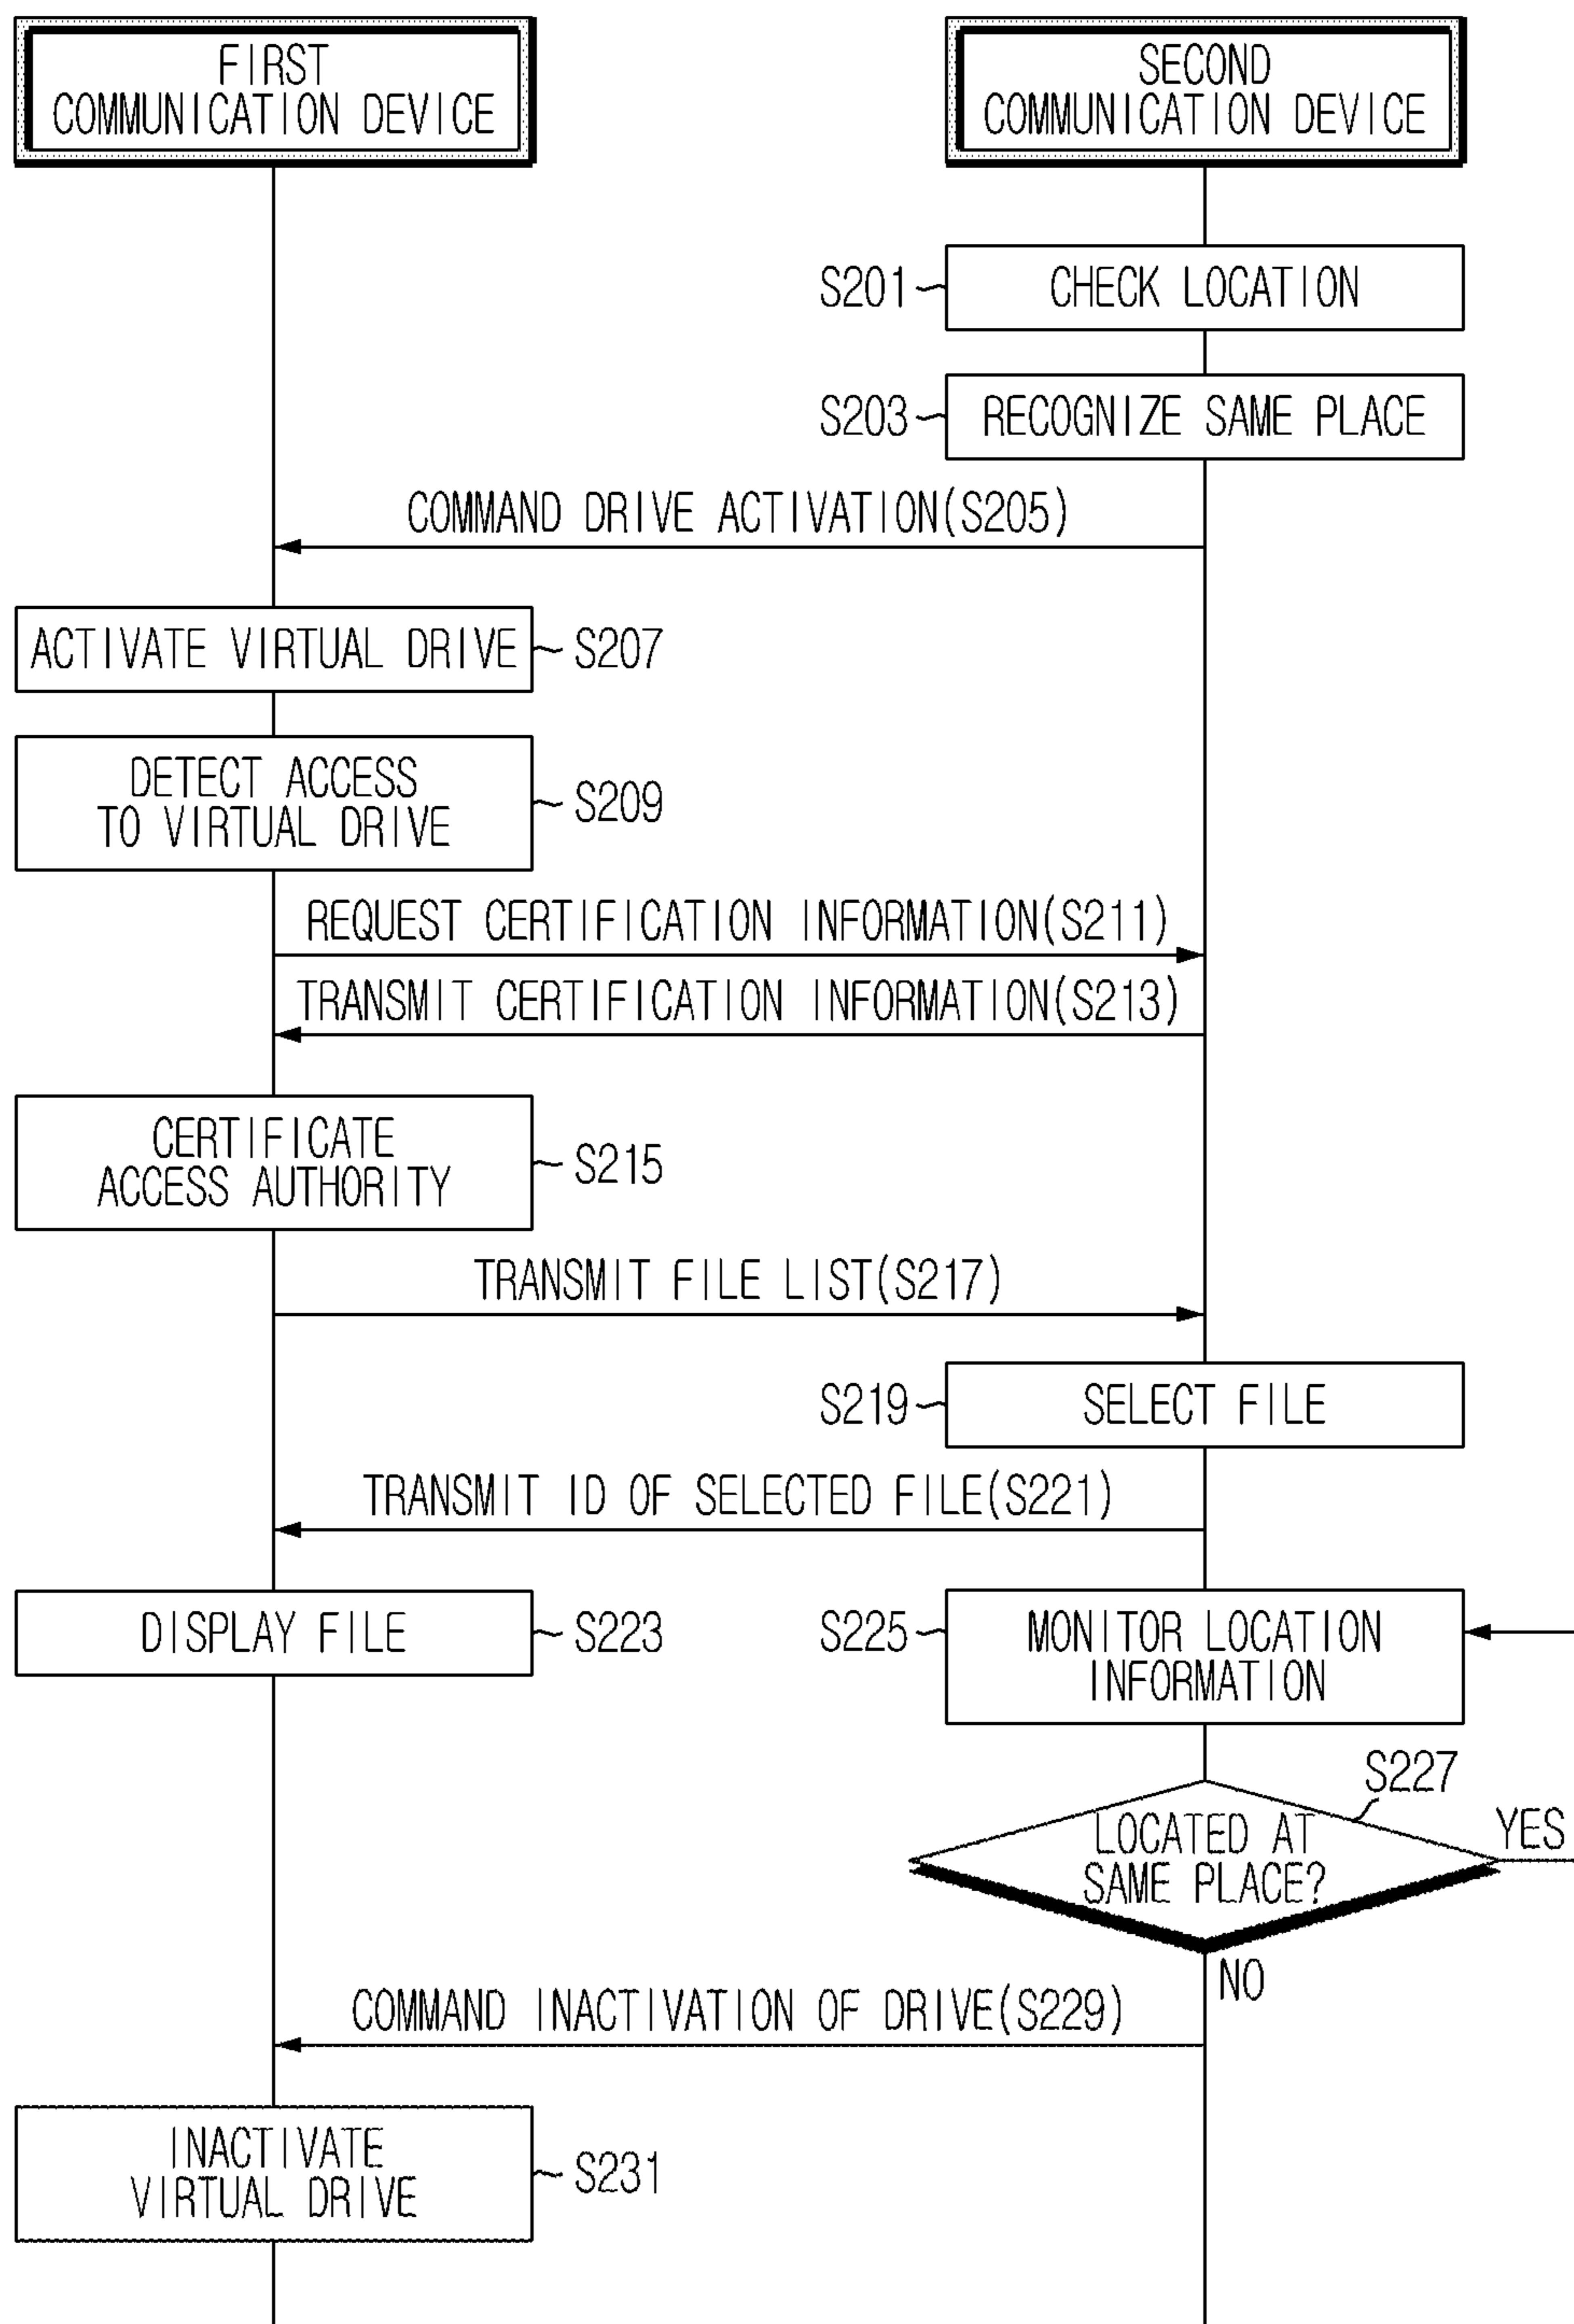 FIRST
COMMUNICATION DEVICE
SECOND
COMMUNICATION DEVICE
S201
CHECK LOCATION
S203
RECOGNIZE SAME PLACE
COMMAND DRIVE ACTIVATION(S205)
ACTIVATE VIRTUAL DRIVE
S207
DETECT ACCESS
TO VIRTUAL DRIVE
S209
REQUEST CERTIFICATION INFORMATION(S211)
TRANSMIT CERTIFICATION INFORMATION(S213)
CERTIFICATE
ACCESS AUTHORITY
S215
TRANSMIT FILE LIST(S217)
S219
SELECT FILE
TRANSMIT ID OF SELECTED FILE(S221)
DISPLAY FILE
S223
S225
MONITOR LOCATION
INFORMATION
S227
LOCATED AT
SAME PLACE?
YES
NO
COMMAND INACTIVATION OF DRIVE(S229)
INACTIVATE
VIRTUAL DRIVE
S231